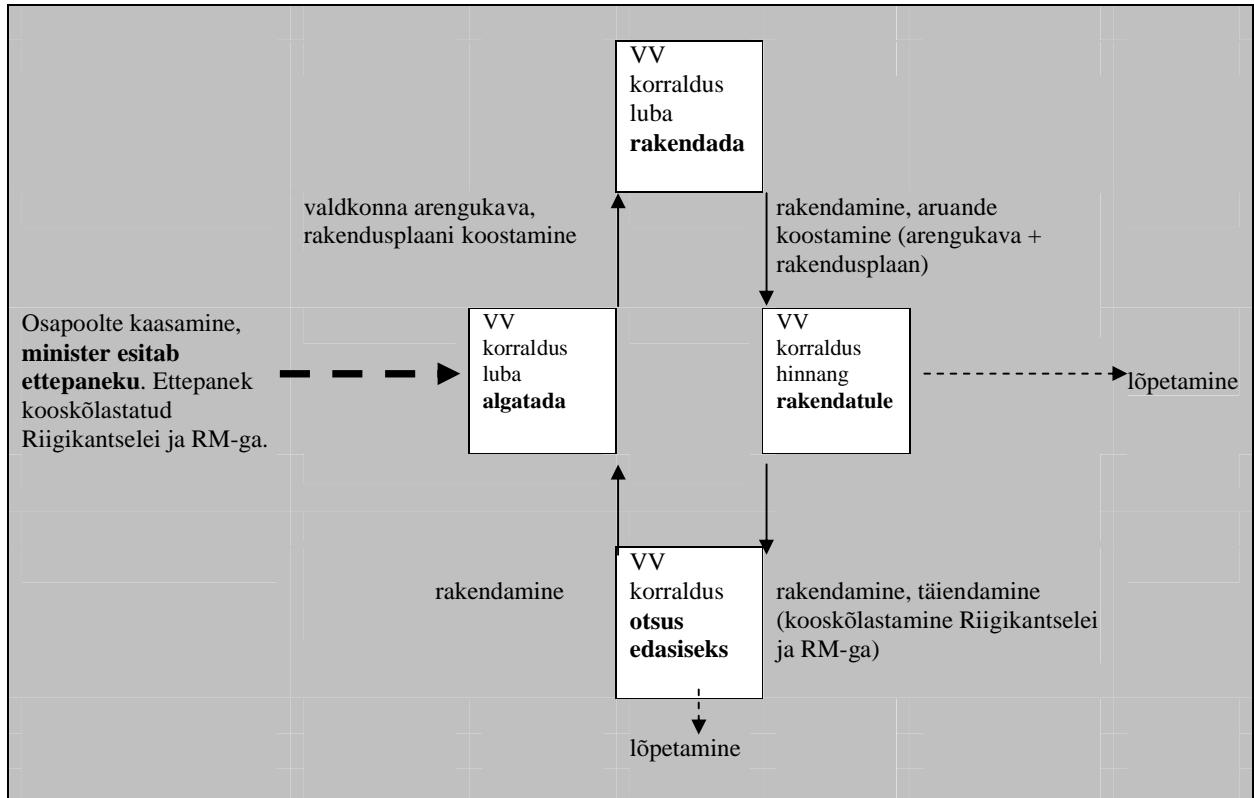 VV
korraldus
luba
rakendada
valdkonna arengukava,
rakendusplaani koostamine
rakendamine, aruande
koostamine (arengukava +
rakendusplaan)
Osapoolte kaasamine,
minister esitab
ettepaneku. Ettepanek
kooskõlastatud
Riigikantselei ja RM-ga.
VV
korraldus
luba
algatada
VV
korraldus
hinnang
rakendatule
lõpetamine
rakendamine
VV
korraldus
otsus
edasiseks
rakendamine, täiendamine
(kooskõlastamine Riigikantselei
ja RM-ga)
lõpetamine